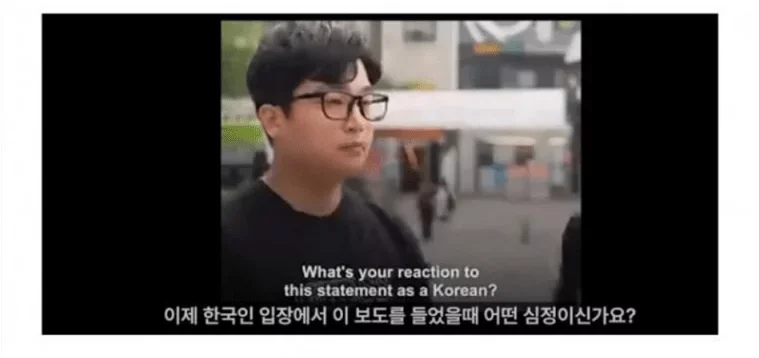 What's your reaction to
this statement as a Korean?
이제 한국인 입장에서 이 보도를 들었을때 어떤 심정이신가요?